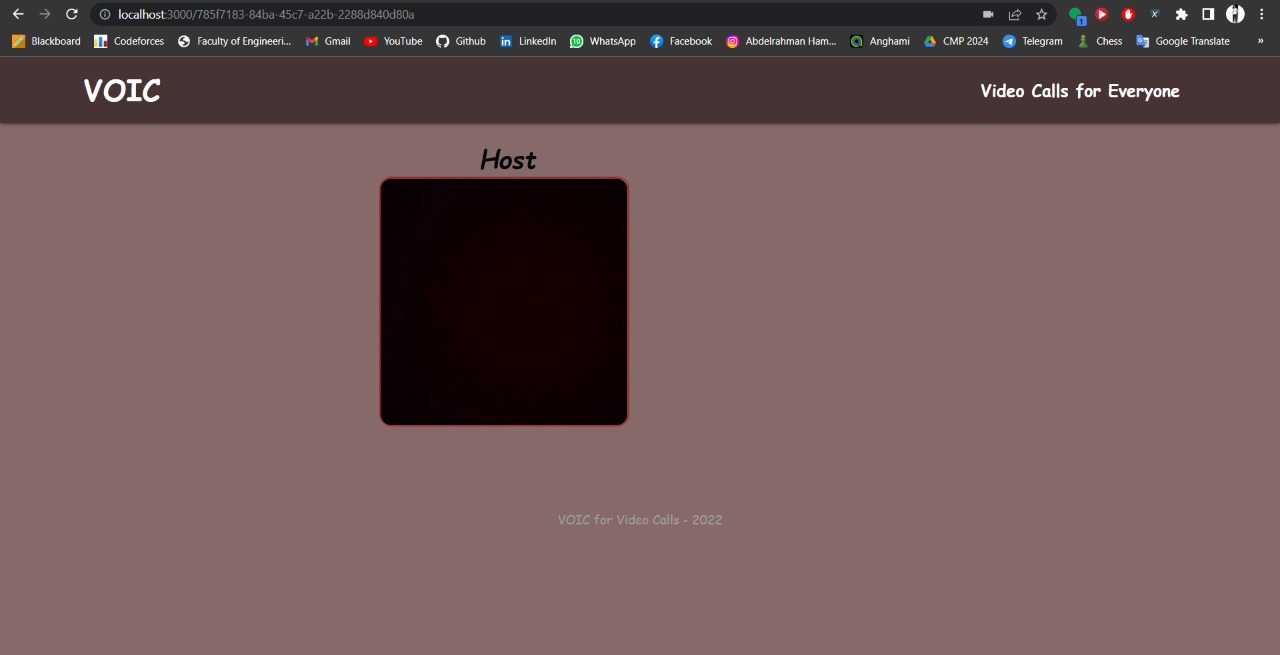 localhost:3000/785f7183-84ba-45c7-a22b-2288d840d80a
1
Blackboard Codeforces Faculty of Engineeri... Gmail YouTube Github LinkedIn WhatsApp Facebook Abdelrahman Ham... Anghami CMP 2024 Telegram Chess Google Translate »
VOIC Video Calls for Everyone
Host
VOIC for Video Calls - 2022